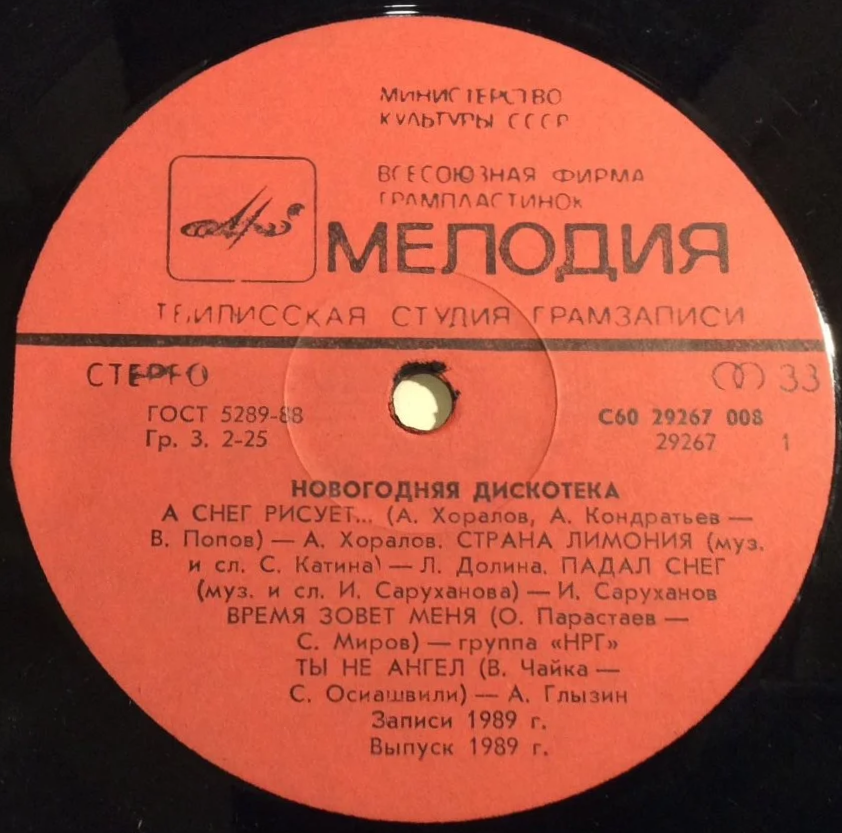 МИНИСТЕРСТВО
КУЛЬТУРЫ СССР
ВСЕСОЮЗНАЯ ФИРМА
ГРАМПЛАСТИНОК
МЕЛОДИЯ
ТБИЛИССКАЯ СТУДИЯ ГРАМЗАПИСИ
СТЕРЕО
33
ГОСТ 5289-88
С60 29267 008
Гр. 3. 2-25
29267 1
НОВОГОДНЯЯ ДИСКОТЕКА
А СНЕГ РИСУЕТ... (А. Хоралов, А. Кондратьев —
В. Попов) — А. Хоралов. СТРАНА ЛИМОНИЯ (муз.
и сл. С. Катина) — Л. Долина. ПАДАЛ СНЕГ
(муз. и сл. И. Саруханова) — И. Саруханов
ВРЕМЯ ЗОВЕТ МЕНЯ (О. Парастаев —
С. Миров) — группа «НРГ»
ТЫ НЕ АНГЕЛ (В. Чайка —
С. Осиашвили) — А. Глызин
Записи 1989 г.
Выпуск 1989 г.